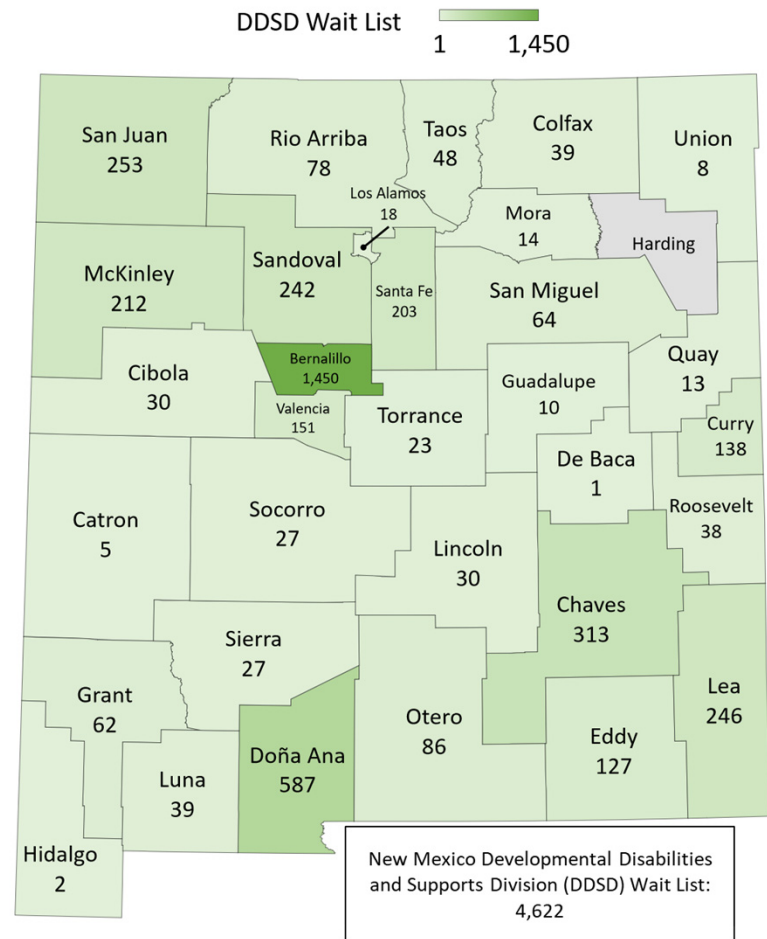 DDSD Wait List
1 1,450
San Juan
253
Rio Arriba
78
Taos
48
Colfax
39
Union
8
Los Alamos
18
Mora
14
Harding
McKinley
212
Sandoval
242
Santa Fe
203
San Miguel
64
Cibola
30
Bernalillo
1,450
Valencia
151
Torrance
23
Guadalupe
10
Quay
13
Curry
138
De Baca
1
Roosevelt
38
Catron
5
Socorro
27
Lincoln
30
Chaves
313
Sierra
27
Grant
62
Doña Ana
587
Otero
86
Eddy
127
Lea
246
Luna
39
Hidalgo
2
New Mexico Developmental Disabilities
and Supports Division (DDSD) Wait List:
4,622